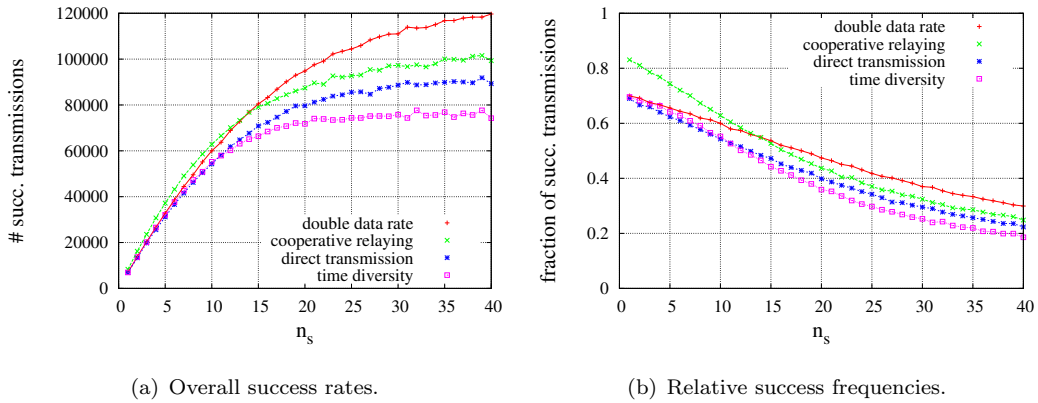 120000
100000
80000
60000
40000
20000
0
0 5 10 15 20 25 30 35 40
# succ. transmissions
n_s
double data rate
cooperative relaying
direct transmission
time diversity
(a) Overall success rates.
1
0.8
0.6
0.4
0.2
0
0 5 10 15 20 25 30 35 40
fraction of succ. transmissions
n_s
double data rate
cooperative relaying
direct transmission
time diversity
(b) Relative success frequencies.